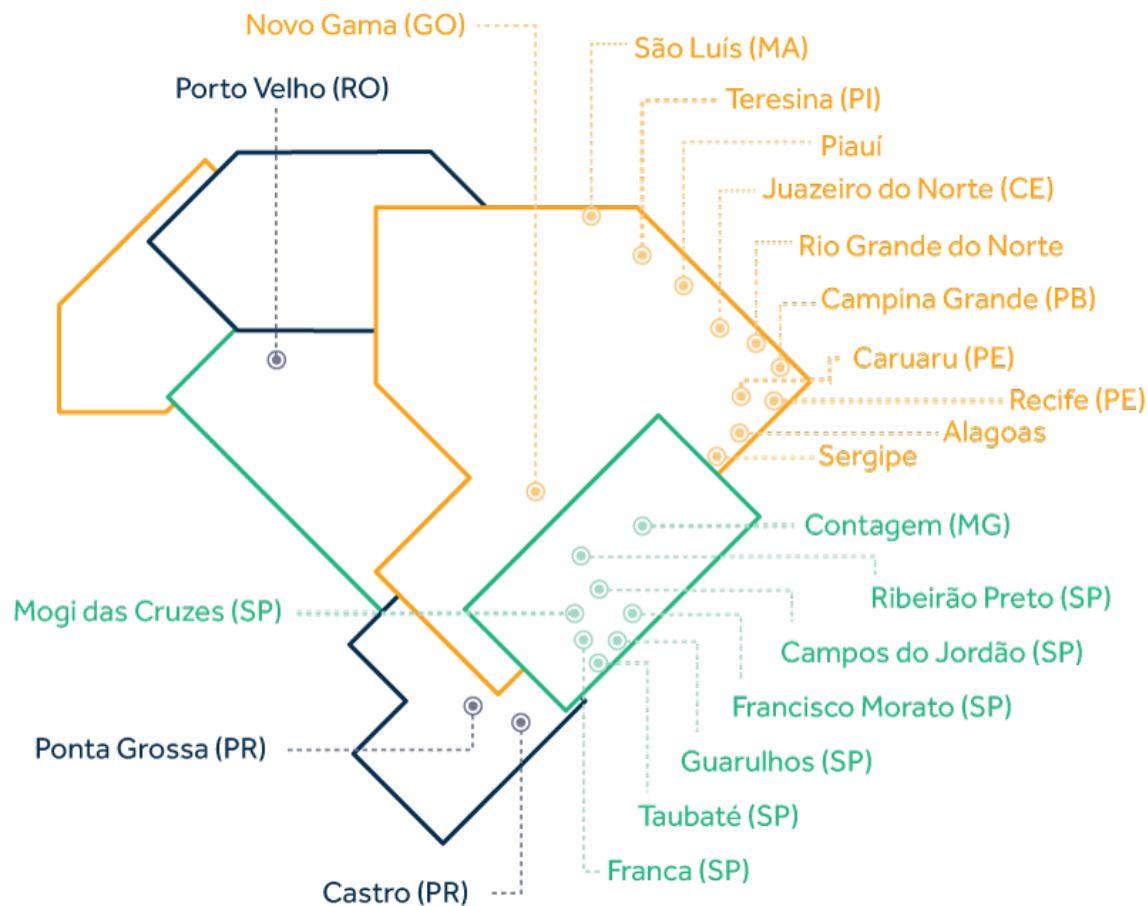 Novo Gama (GO)
São Luís (MA)
Porto Velho (RO)
Teresina (PI)
Piauí
Juazeiro do Norte (CE)
Rio Grande do Norte
Campina Grande (PB)
Caruaru (PE)
Recife (PE)
Alagoas
Sergipe
Contagem (MG)
Ribeirão Preto (SP)
Mogi das Cruzes (SP)
Campos do Jordão (SP)
Francisco Morato (SP)
Ponta Grossa (PR)
Guarulhos (SP)
Taubaté (SP)
Franca (SP)
Castro (PR)